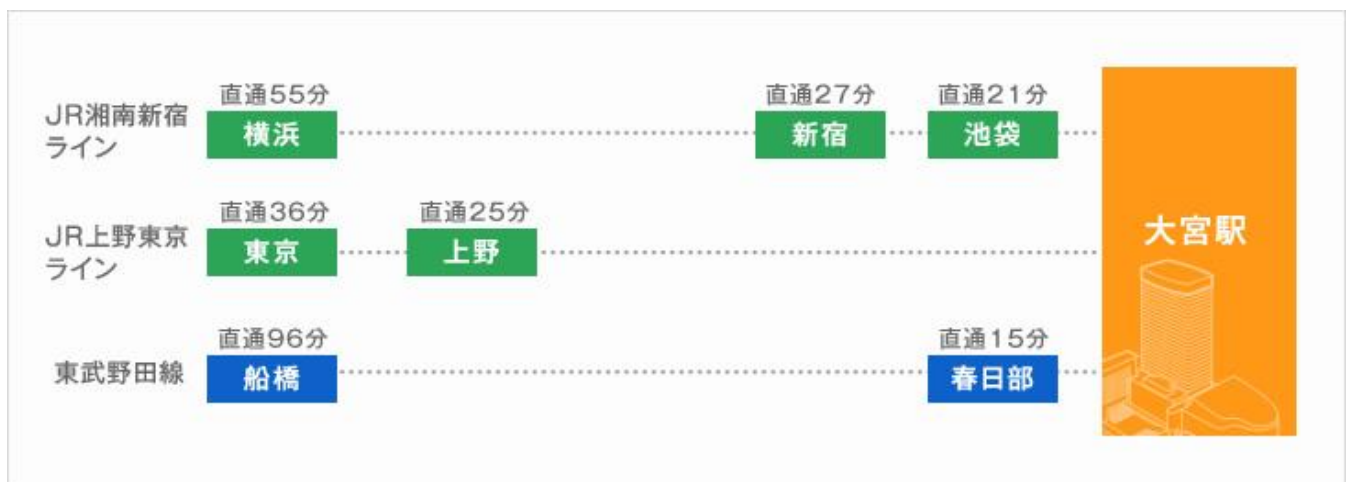 直通55分
直通27分
直通21分
JR湘南新宿
ライン
横浜
新宿
池袋
直通36分
直通25分
JR上野東京
ライン
東京
上野
大宮駅
直通96分
直通15分
東武野田線
船橋
春日部